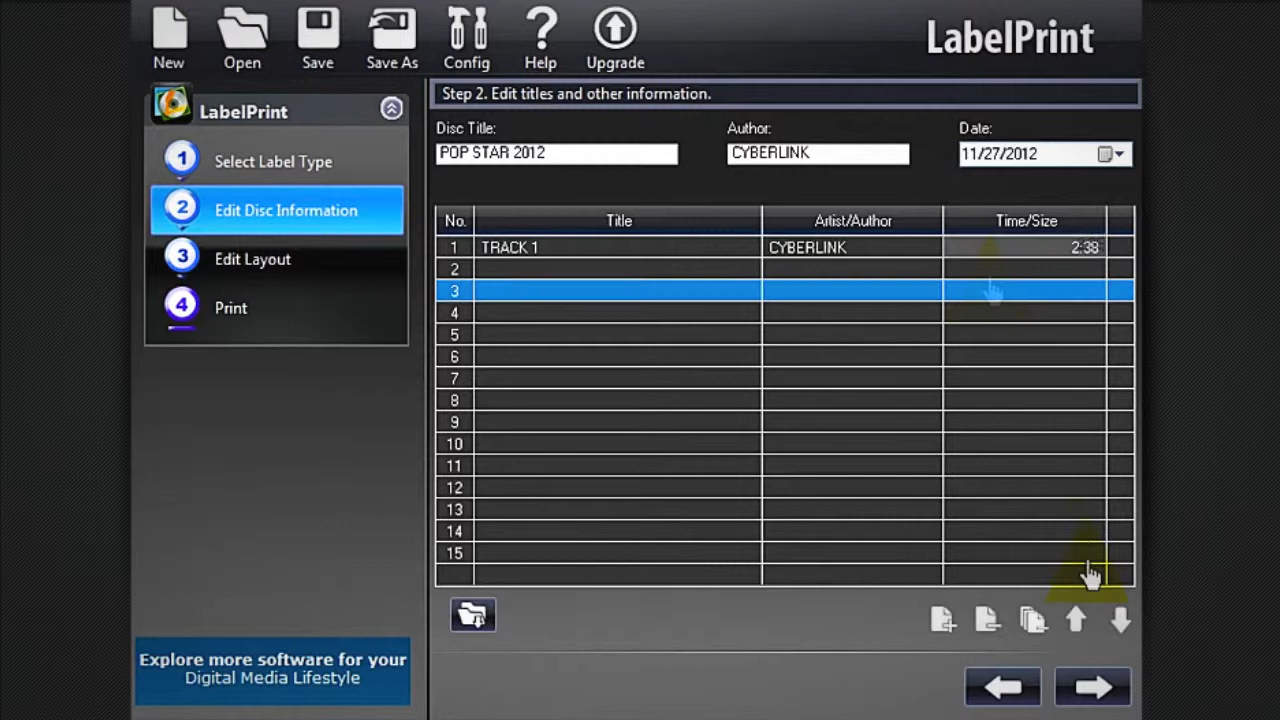 New Open Save Save As Config Help Upgrade
LabelPrint
LabelPrint
1 Select Label Type
2 Edit Disc Information
3 Edit Layout
4 Print
Explore more software for your
Digital Media Lifestyle
Step 2. Edit titles and other information.
Disc Title: Author: Date:
POP STAR 2012 CYBERLINK 11/27/2012
No. Title Artist/Author Time/Size
1 TRACK 1 CYBERLINK 2:38
2
3
4
5
6
7
8
9
10
11
12
13
14
15